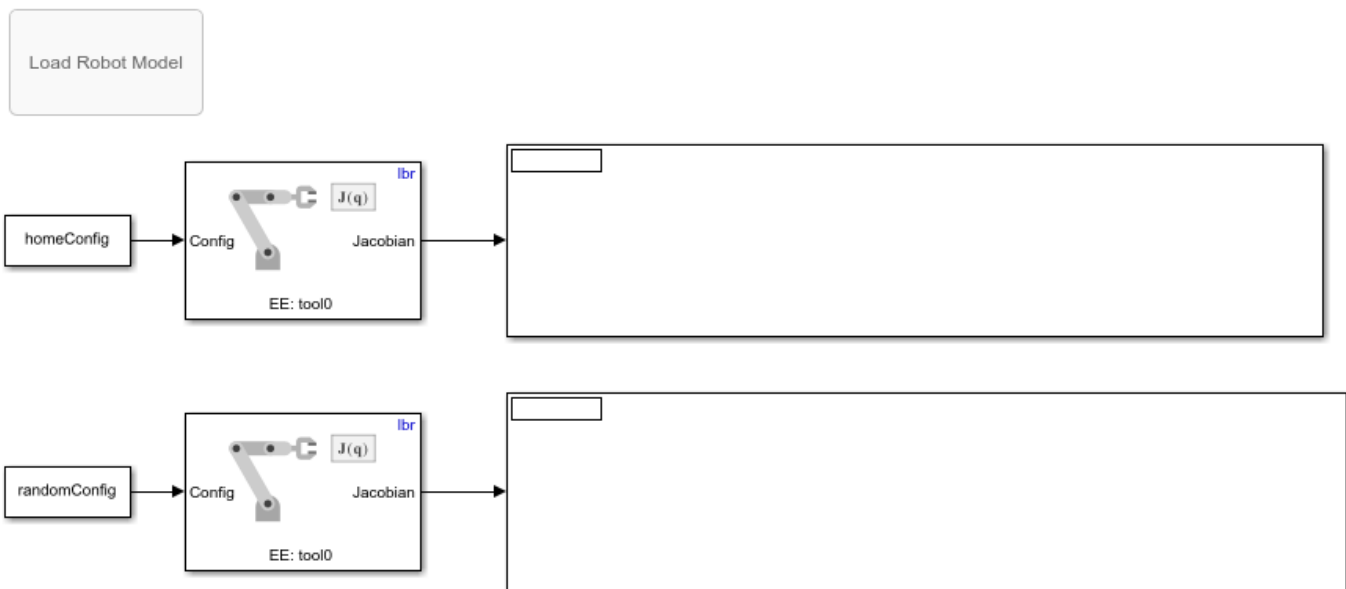 Load Robot Model
lbr
J(q)
homeConfig
Config
Jacobian
EE: tool0
lbr
J(q)
randomConfig
Config
Jacobian
EE: tool0